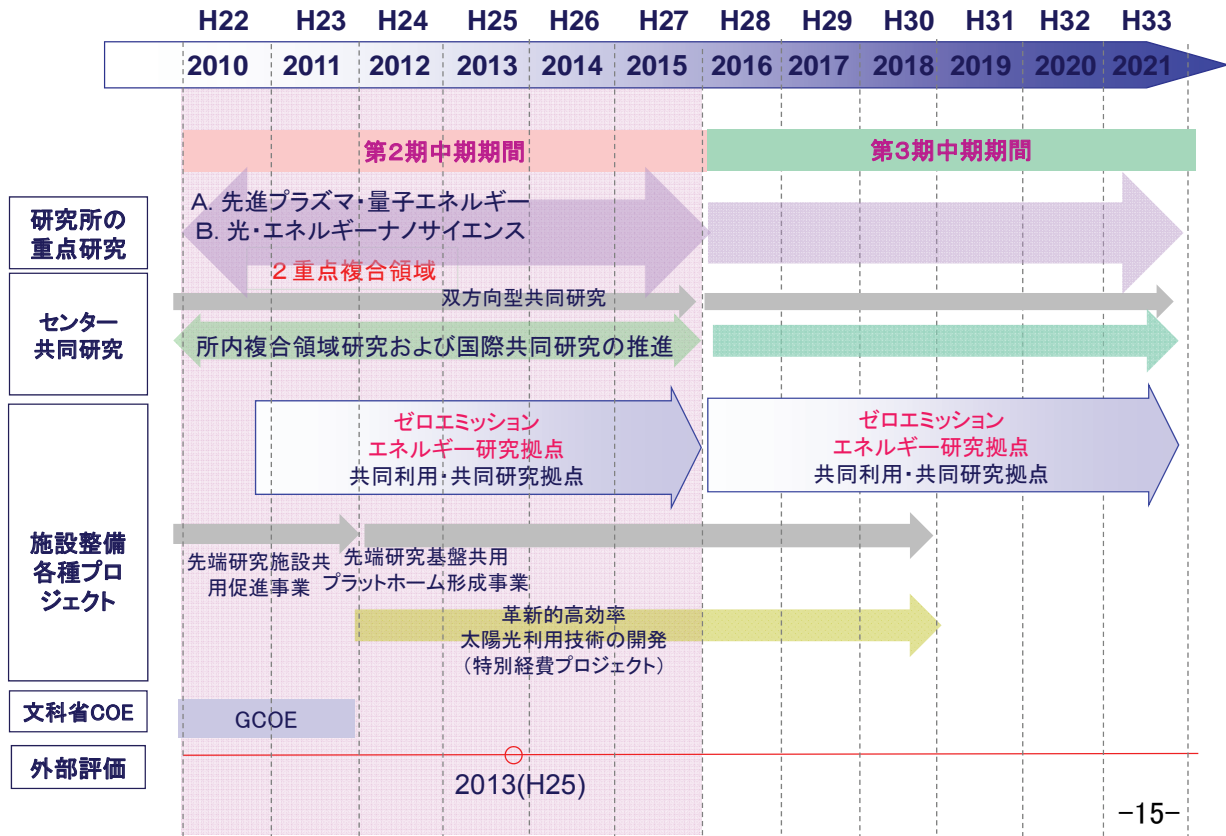 H22 H23 H24 H25 H26 H27 H28 H29 H30 H31 H32 H33
2010 2011 2012 2013 2014 2015 2016 2017 2018 2019 2020 2021
第2期中期期間
第3期中期期間
研究所の
重点研究
A. 先進プラズマ・量子エネルギー
B. 光・エネルギーナノサイエンス
2重点複合領域
センター
共同研究
双方向型共同研究
所内複合領域研究および国際共同研究の推進
施設整備
各種プロ
ジェクト
ゼロエミッション
エネルギー研究拠点
共同利用・共同研究拠点
ゼロエミッション
エネルギー研究拠点
共同利用・共同研究拠点
先端研究施設共
用促進事業
先端研究基盤共用
プラットホーム形成事業
革新的高効率
太陽光利用技術の開発
(特別経費プロジェクト)
文科省COE
GCOE
外部評価
2013(H25)
−15−